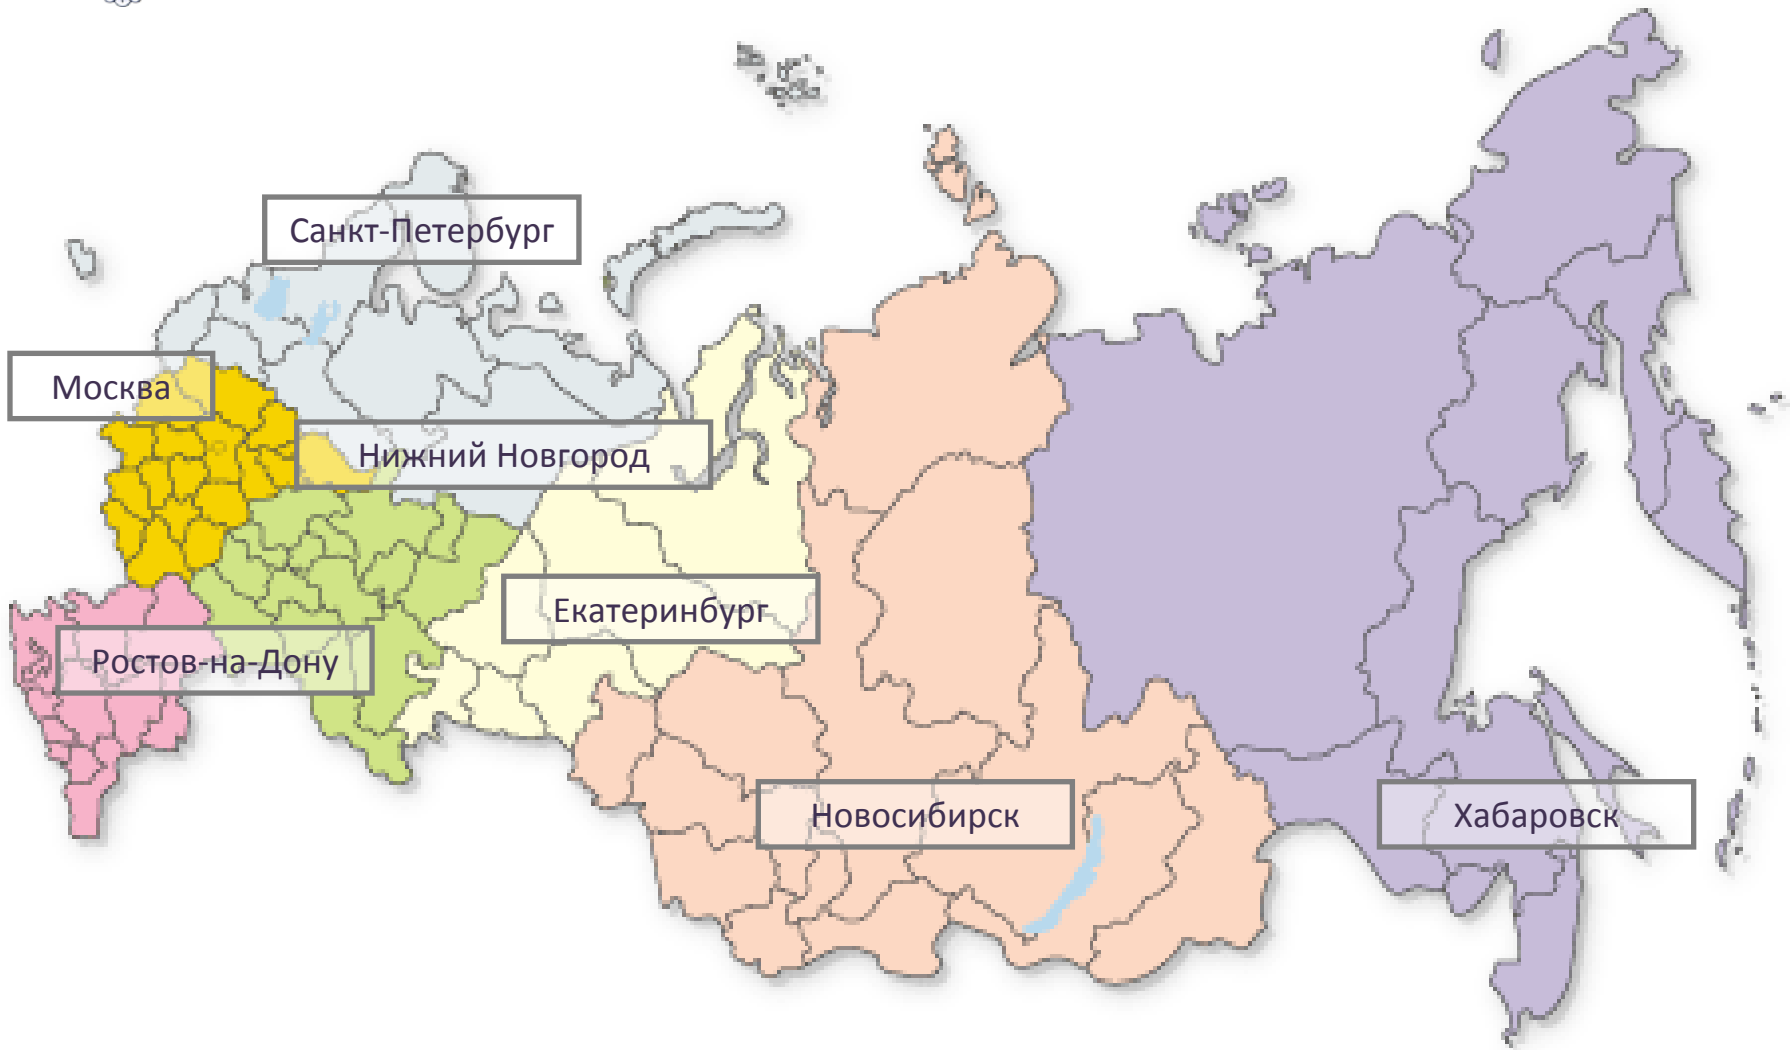 Санкт-Петербург
Москва
Нижний Новгород
Екатеринбург
Ростов-на-Дону
Новосибирск
Хабаровск